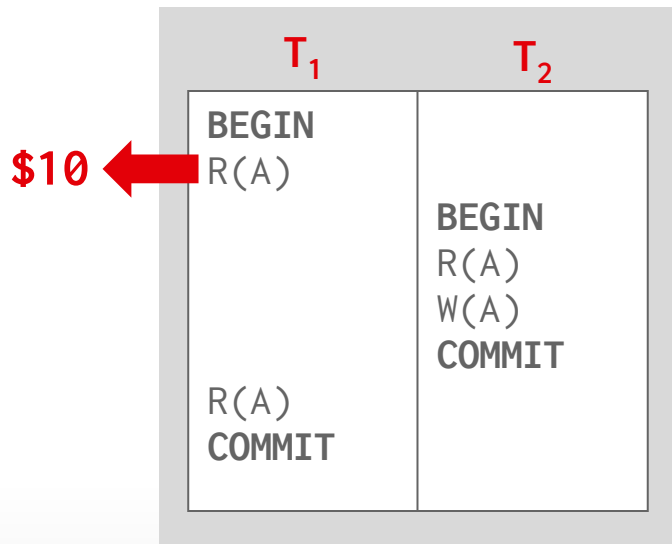 T₁ T₂
BEGIN
$10 R(A)
BEGIN
R(A)
W(A)
COMMIT
R(A)
COMMIT